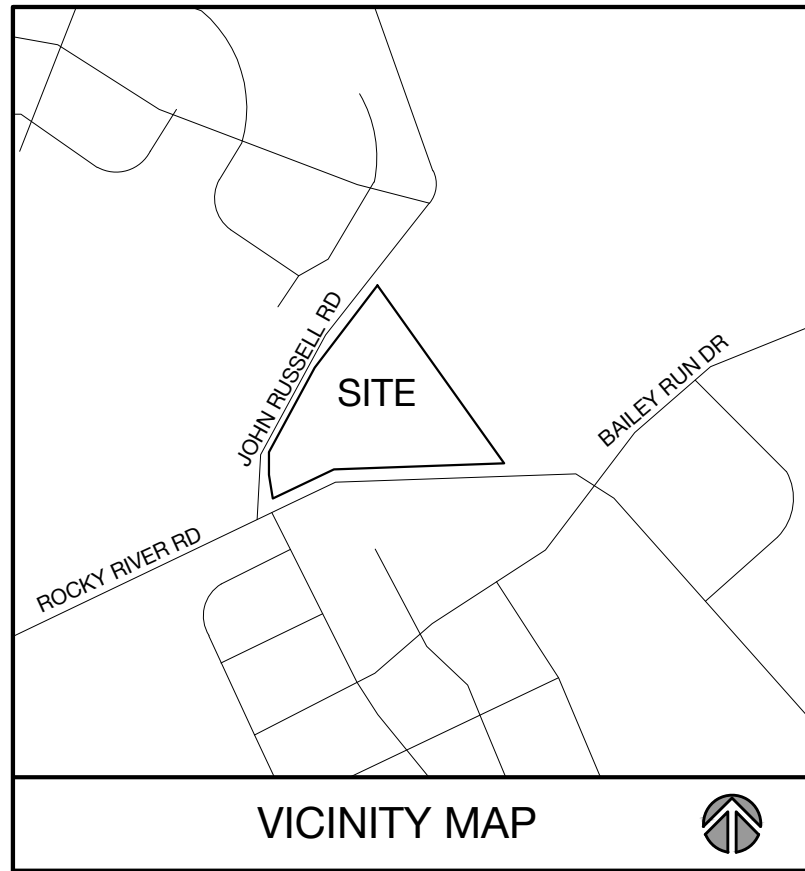 JOHN RUSSELL RD
SITE
BAILEY RUN DR
ROCKY RIVER RD
VICINITY MAP